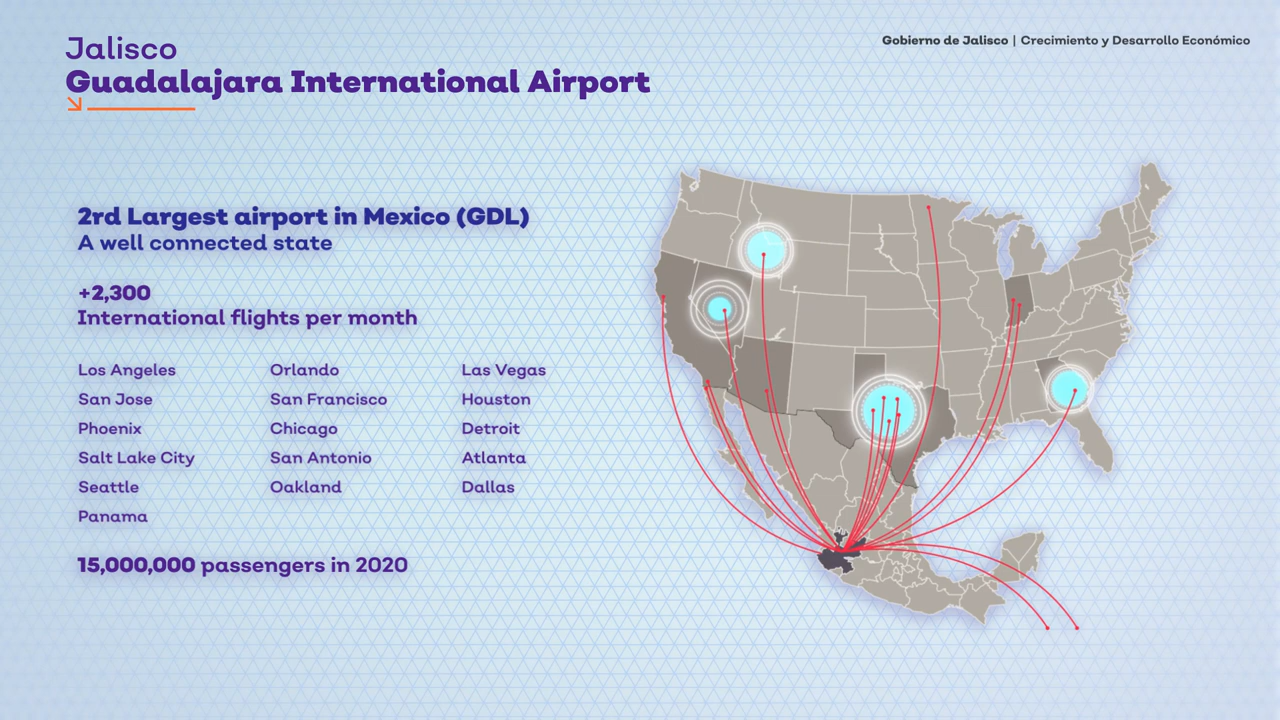 Jalisco
Guadalajara International Airport
Gobierno de Jalisco | Crecimiento y Desarrollo Económico
2rd Largest airport in Mexico (GDL)
A well connected state
+2,300
International flights per month
Los Angeles
San Jose
Phoenix
Salt Lake City
Seattle
Panama
Orlando
San Francisco
Chicago
San Antonio
Oakland
Las Vegas
Houston
Detroit
Atlanta
Dallas
15,000,000 passengers in 2020